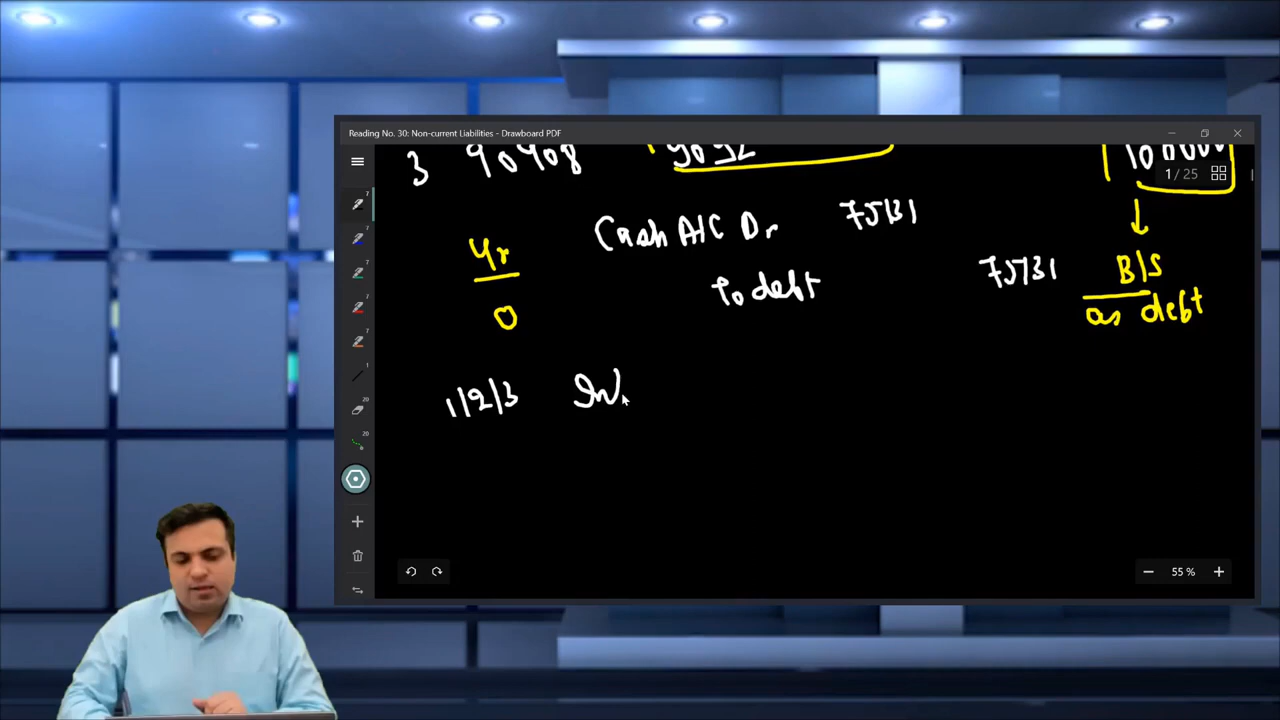 Reading No. 30: Non-current Liabilities - Drawboard PDF
1 / 25
3 90908
100000
Cash A/C Dr 75131
To debt 75131
Yr
0
B/S
as debt
1/2/3 Int
55 %